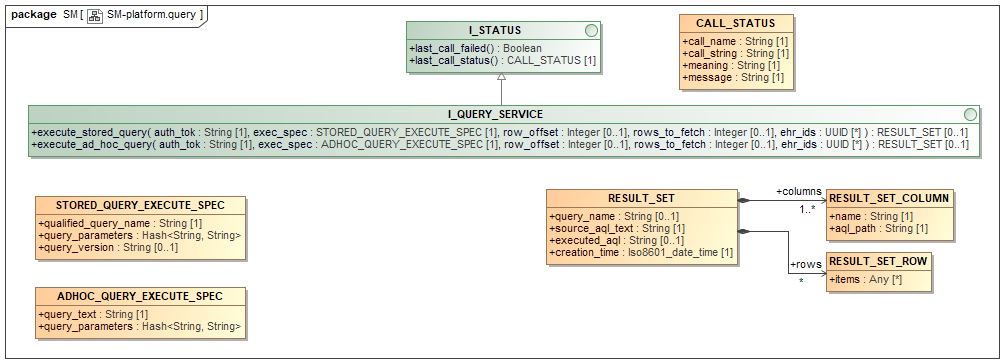 package SM [ SM-platform.query ]
I_STATUS
+last_call_failed() : Boolean
+last_call_status() : CALL_STATUS [1]
CALL_STATUS
+call_name : String [1]
+call_string : String [1]
+meaning : String [1]
+message : String [1]
I_QUERY_SERVICE
+execute_stored_query( auth_tok : String [1], exec_spec : STORED_QUERY_EXECUTE_SPEC [1], row_offset : Integer [0..1], rows_to_fetch : Integer [0..1], ehr_ids : UUID [*] ) : RESULT_SET [0..1]
+execute_ad_hoc_query( auth_tok : String [1], exec_spec : ADHOC_QUERY_EXECUTE_SPEC [1], row_offset : Integer [0..1], rows_to_fetch : Integer [0..1], ehr_ids : UUID [*] ) : RESULT_SET [0..1]
STORED_QUERY_EXECUTE_SPEC
+qualified_query_name : String [1]
+query_parameters : Hash<String, String>
+query_version : String [0..1]
RESULT_SET
+query_name : String [0..1]
+source_aql_text : String [1]
+executed_aql : String [0..1]
+creation_time : Iso8601_date_time [1]
+columns
1..*
RESULT_SET_COLUMN
+name : String [1]
+aql_path : String [1]
+rows
*
RESULT_SET_ROW
+items : Any [*]
ADHOC_QUERY_EXECUTE_SPEC
+query_text : String [1]
+query_parameters : Hash<String, String>